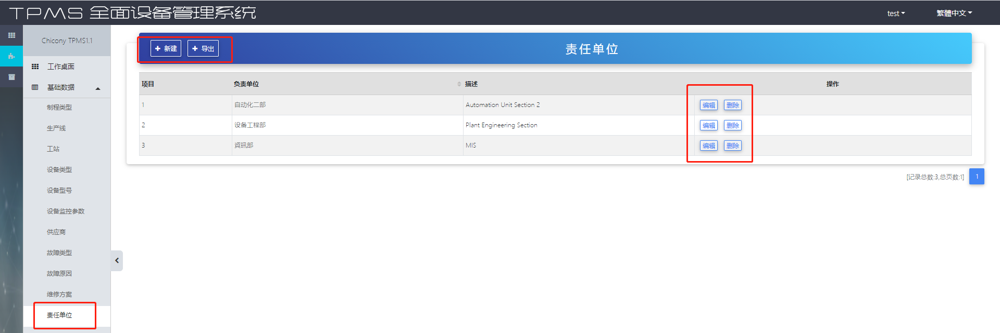 TPMS 全面设备管理系统
test
繁體中文
Chicony TPMS1.1
工作桌面
基础数据
制程类型
生产线
工站
设备类型
设备型号
设备监控参数
供应商
故障类型
故障原因
维修方案
责任单位
+ 新建 + 导出
责任单位
项目 负责单位 描述 操作
1 自动化二部 Automation Unit Section 2 编辑 删除
2 设备工程部 Plant Engineering Section 编辑 删除
3 資訊部 MIS 编辑 删除
[记录总数:3,总页数:1] 1